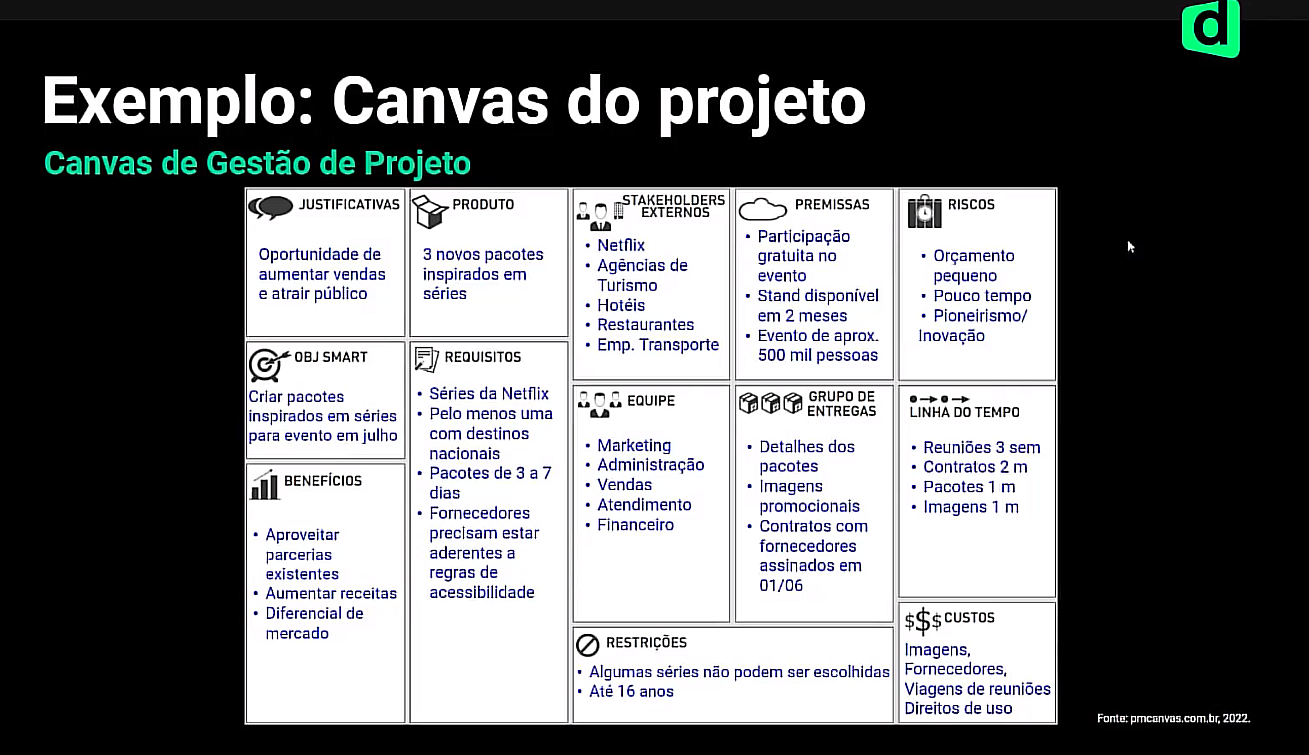 d
Exemplo: Canvas do projeto
Canvas de Gestão de Projeto
JUSTIFICATIVAS
Oportunidade de
aumentar vendas
e atrair público
OBJ SMART
Criar pacotes
inspirados em séries
para evento em julho
BENEFÍCIOS
• Aproveitar
parcerias
existentes
• Aumentar receitas
• Diferencial de
mercado
PRODUTO
3 novos pacotes
inspirados em
séries
REQUISITOS
• Séries da Netflix
• Pelo menos uma
com destinos
nacionais
• Pacotes de 3 a 7
dias
• Fornecedores
precisam estar
aderentes a
regras de
acessibilidade
STAKEHOLDERS
EXTERNOS
• Netflix
• Agências de
Turismo
• Hotéis
• Restaurantes
• Emp. Transporte
EQUIPE
• Marketing
• Administração
• Vendas
• Atendimento
• Financeiro
PREMISSAS
• Participação
gratuita no
evento
• Stand disponível
em 2 meses
• Evento de aprox.
500 mil pessoas
GRUPO DE
ENTREGAS
• Detalhes dos
pacotes
• Imagens
promocionais
• Contratos com
fornecedores
assinados em
01/06
RESTRIÇÕES
• Algumas séries não podem ser escolhidas
• Até 16 anos
RISCOS
• Orçamento
pequeno
• Pouco tempo
• Pioneirismo/
Inovação
LINHA DO TEMPO
• Reuniões 3 sem
• Contratos 2 m
• Pacotes 1 m
• Imagens 1 m
$$$ CUSTOS
Imagens,
Fornecedores,
Viagens de reuniões
Direitos de uso
Fonte: pmcanvas.com.br, 2022.